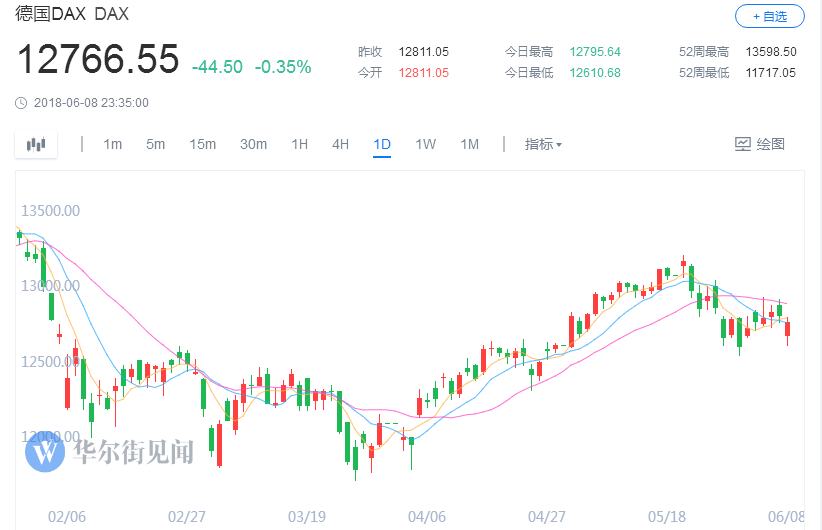 德国DAX DAX
+ 自选
12766.55 -44.50 -0.35%
昨收 12811.05 今日最高 12795.64 52周最高 13598.50
今开 12811.05 今日最低 12610.68 52周最低 11717.05
2018-06-08 23:35:00
1m 5m 15m 30m 1H 4H 1D 1W 1M 指标 绘图
13500.00
13000.00
12500.00
12000.00
W 华尔街见闻
02/06 02/27 03/19 04/06 04/27 05/18 06/08